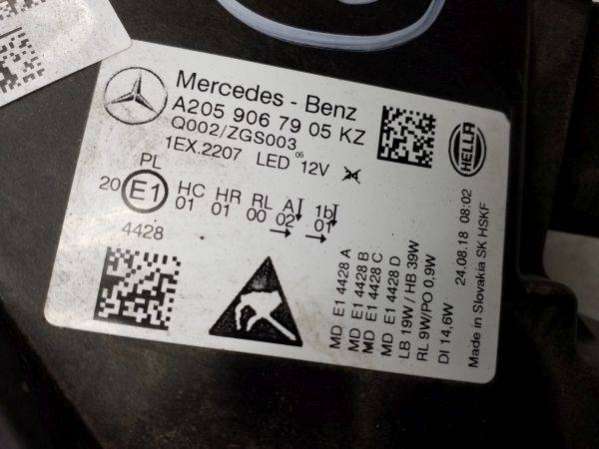 Mercedes - Benz
A205 906 79 05 KZ
Q002/ZGS003
1EX.2207 LED 06 12V
HELLA
PL
20 E1 HC HR RL A 1b
01 01 00 02 01
4428
MD E1 4428 A
MD E1 4428 B
MD E1 4428 C
MD E1 4428 D
LB 19W / HB 39W
RL 9W/PO 0,9W
DI 14,6W
24.08.18 08:02
Made in Slovakia SK HSKF